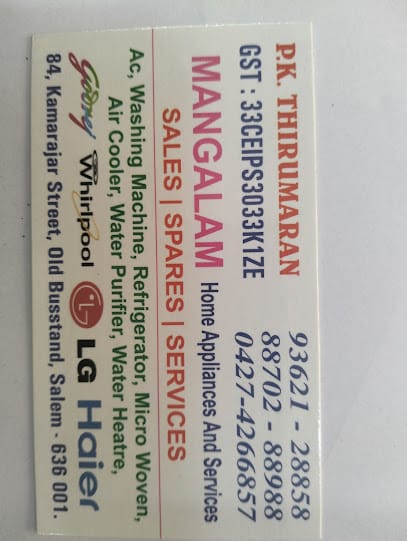 P.K. THIRUMARAN 93621 - 28858
GST : 33CEIPS3033K1ZE 88702 - 88988
0427-4266857
MANGALAM Home Appliances And Services
SALES | SPARES | SERVICES
Ac, Washing Machine, Refrigerator, Micro Woven,
Air Cooler, Water Purifier, Water Heatre,
Godrej Whirlpool LG Haier
84, Kamarajar Street, Old Busstand, Salem - 636 001.